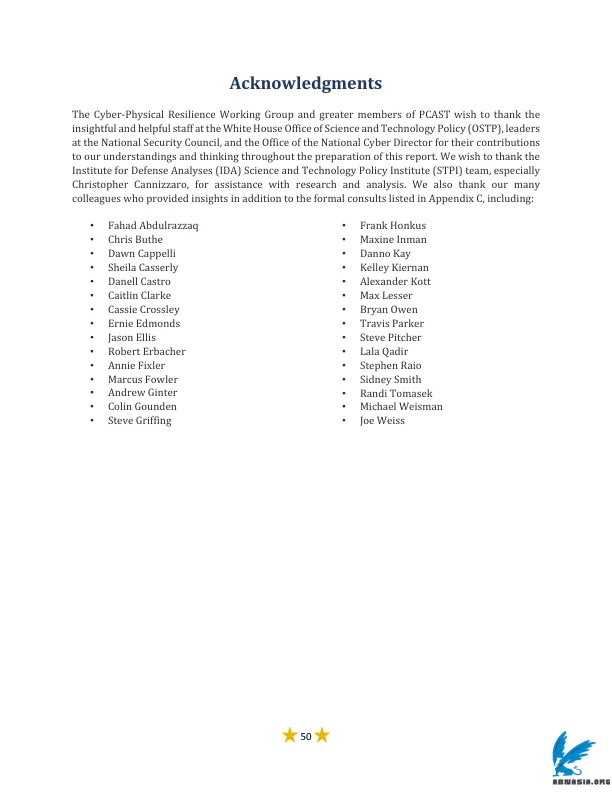 Acknowledgments
The Cyber-Physical Resilience Working Group and greater members of PCAST wish to thank the
insightful and helpful staff at the White House Office of Science and Technology Policy (OSTP), leaders
at the National Security Council, and the Office of the National Cyber Director for their contributions
to our understandings and thinking throughout the preparation of this report. We wish to thank the
Institute for Defense Analyses (IDA) Science and Technology Policy Institute (STPI) team, especially
Christopher Cannizzaro, for assistance with research and analysis. We also thank our many
colleagues who provided insights in addition to the formal consults listed in Appendix C, including:
• Fahad Abdulrazzaq
• Chris Buthe
• Dawn Cappelli
• Sheila Casserly
• Danell Castro
• Caitlin Clarke
• Cassie Crossley
• Ernie Edmonds
• Jason Ellis
• Robert Erbacher
• Annie Fixler
• Marcus Fowler
• Andrew Ginter
• Colin Gounden
• Steve Griffing
• Frank Honkus
• Maxine Inman
• Danno Kay
• Kelley Kiernan
• Alexander Kott
• Max Lesser
• Bryan Owen
• Travis Parker
• Steve Pitcher
• Lala Qadir
• Stephen Raio
• Sidney Smith
• Randi Tomasek
• Michael Weisman
• Joe Weiss
50
ABNASIA.ORG